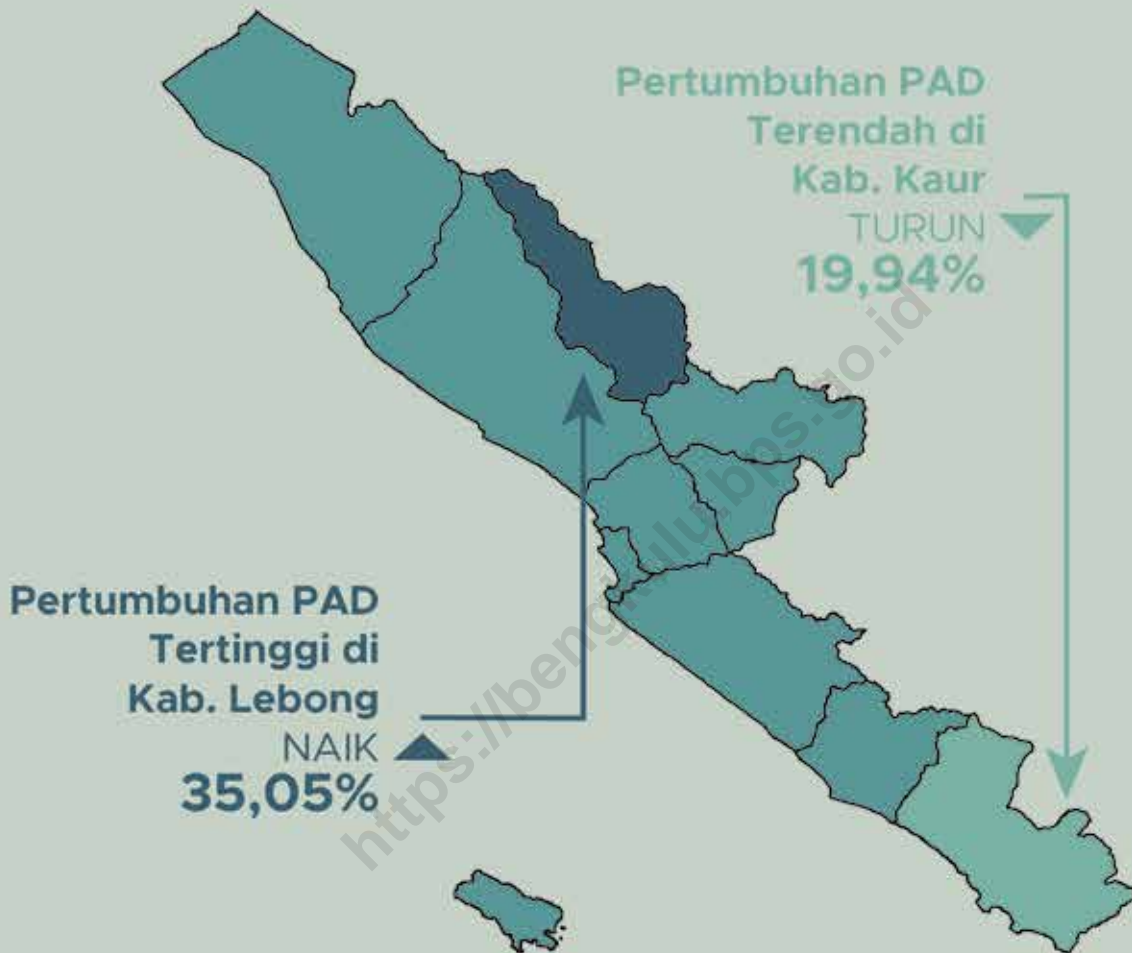 Pertumbuhan PAD
Terendah di
Kab. Kaur
TURUN
19,94%
Pertumbuhan PAD
Tertinggi di
Kab. Lebong
NAIK
35,05%
https://bengkulu.bps.go.id